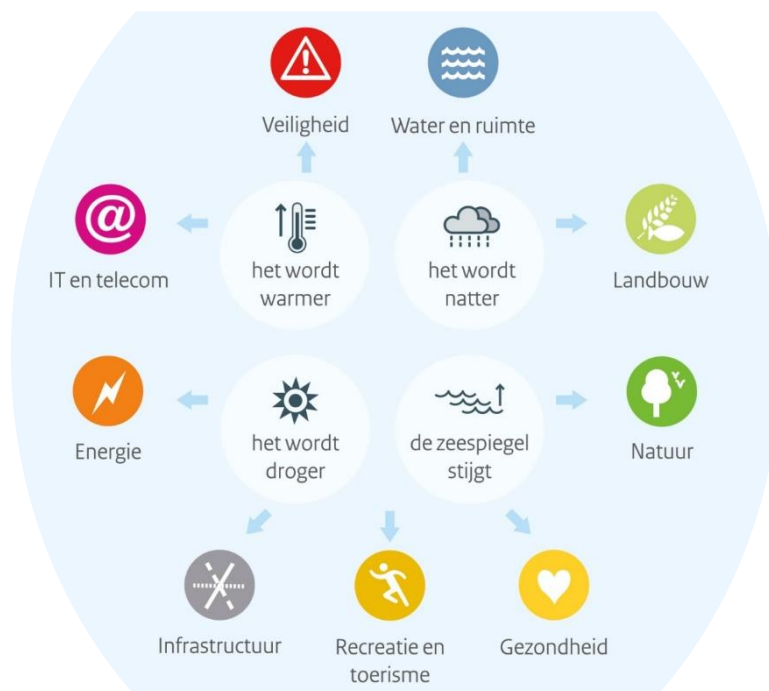 Veiligheid
Water en ruimte
@
IT en telecom
het wordt
warmer
het wordt
natter
Landbouw
Energie
het wordt
droger
de zeespiegel
stijgt
Natuur
Infrastructuur
Recreatie en
toerisme
Gezondheid